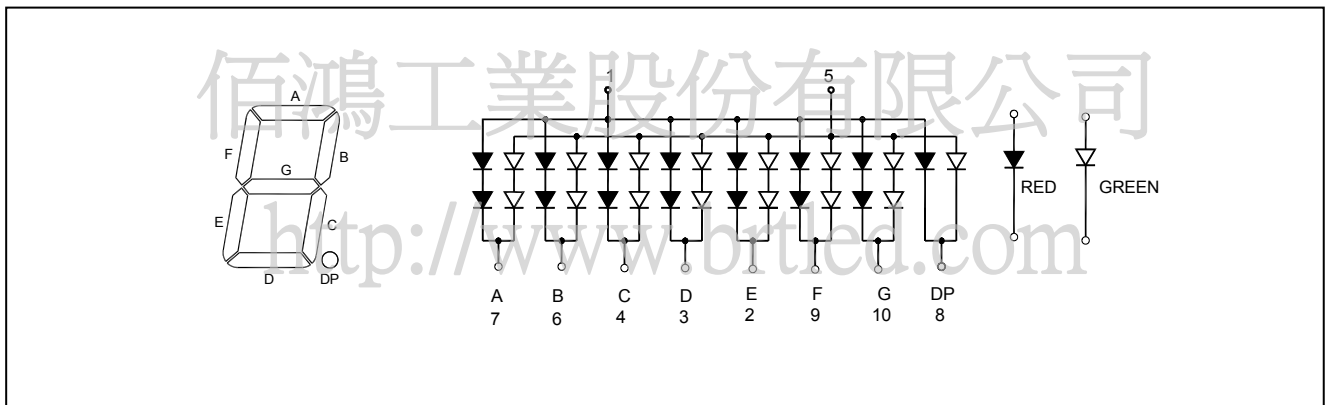 佰鴻工業股份有限公司
1 5
A
F B
G
RED GREEN
E C
http://www.brtled.com
D DP
A B C D E F G DP
7 6 4 3 2 9 10 8